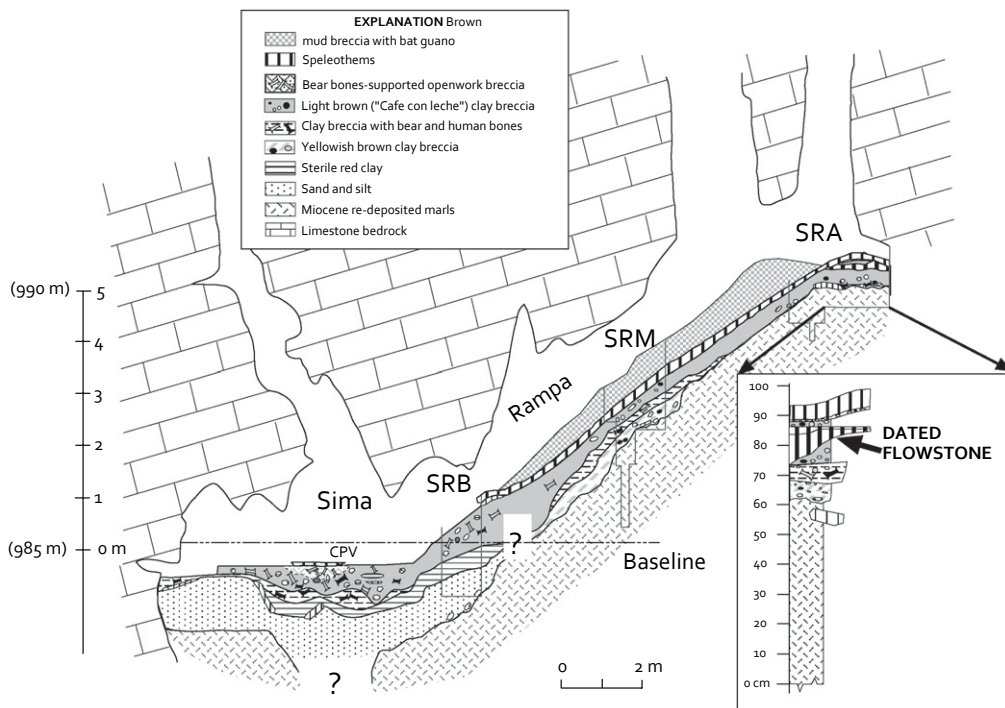 EXPLANATION Brown
mud breccia with bat guano
Speleothems
Bear bones-supported openwork breccia
Light brown ("Cafe con leche") clay breccia
Clay breccia with bear and human bones
Yellowish brown clay breccia
Sterile red clay
Sand and silt
Miocene re-deposited marls
Limestone bedrock
SRA
(990 m) 5
4
SRM
3
Rampa
2
SRB
Sima
1
?
(985 m) 0 m
CPV
Baseline
?
0 2 m
100
90
DATED
FLOWSTONE
80
70
60
50
40
30
20
10
0 cm